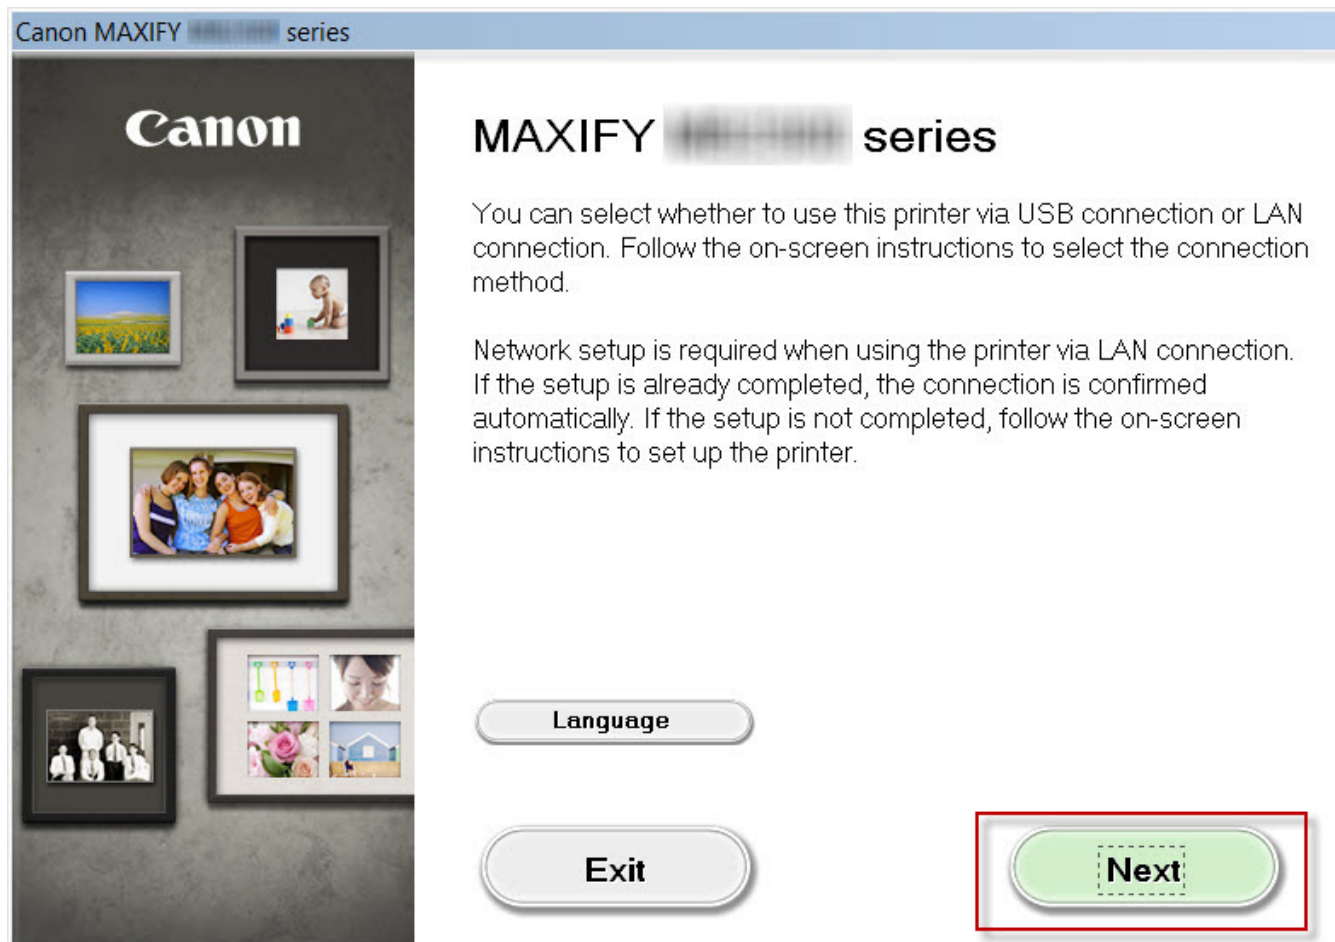 Canon MAXIFY series
Canon
MAXIFY series
You can select whether to use this printer via USB connection or LAN
connection. Follow the on-screen instructions to select the connection
method.
Network setup is required when using the printer via LAN connection.
If the setup is already completed, the connection is confirmed
automatically. If the setup is not completed, follow the on-screen
instructions to set up the printer.
Language
Exit
Next